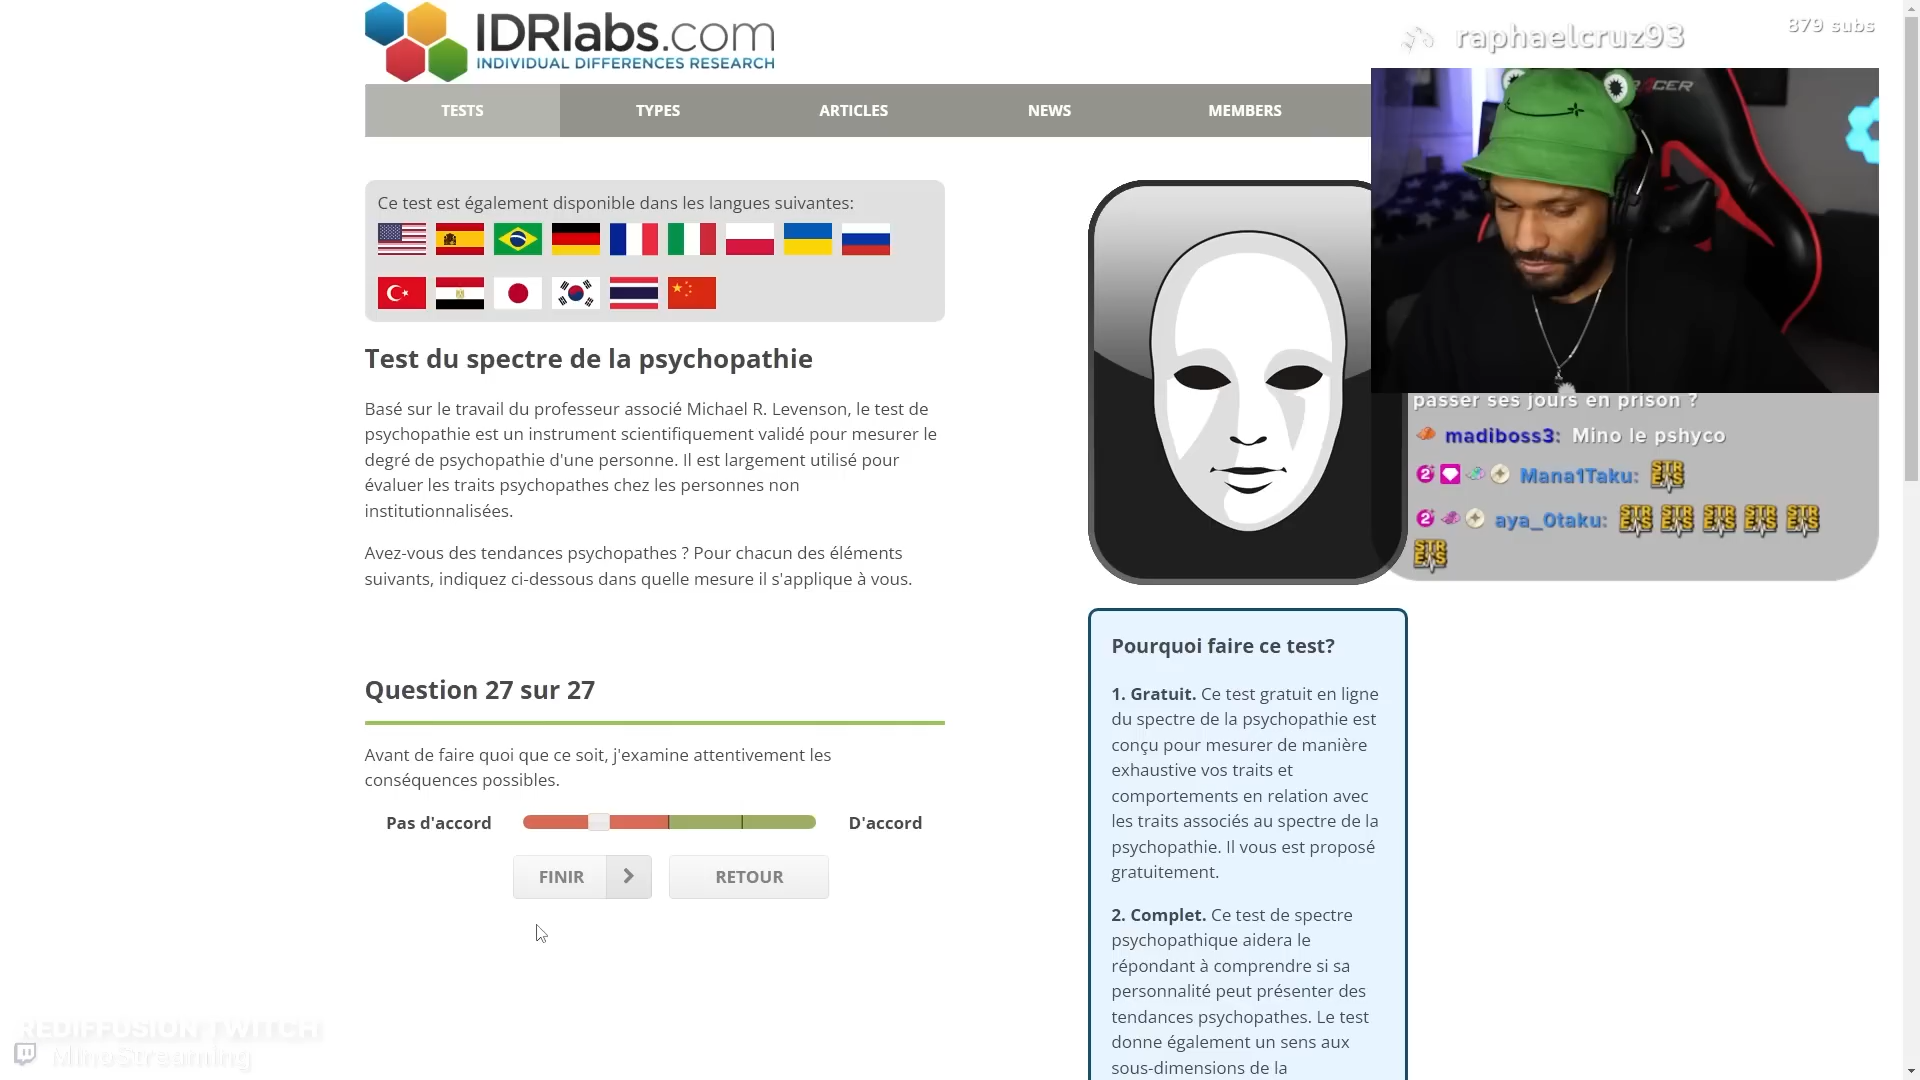 IDRlabs.com
INDIVIDUAL DIFFERENCES RESEARCH
raphaelcruz93
879 subs
TESTS
TYPES
ARTICLES
NEWS
MEMBERS
Ce test est également disponible dans les langues suivantes:
Test du spectre de la psychopathie
Basé sur le travail du professeur associé Michael R. Levenson, le test de
psychopathie est un instrument scientifiquement validé pour mesurer le
degré de psychopathie d'une personne. Il est largement utilisé pour
évaluer les traits psychopathes chez les personnes non
institutionnalisées.
Avez-vous des tendances psychopathes ? Pour chacun des éléments
suivants, indiquez ci-dessous dans quelle mesure il s'applique à vous.
Question 27 sur 27
Avant de faire quoi que ce soit, j'examine attentivement les
conséquences possibles.
Pas d'accord
D'accord
FINIR
RETOUR
passer ses jours en prison ?
madiboss3: Mino le pshyco
Mana1Taku: STRESS
aya_0taku: STRESS STRESS STRESS STRESS STRESS
STRESS
Pourquoi faire ce test?
1. Gratuit. Ce test gratuit en ligne
du spectre de la psychopathie est
conçu pour mesurer de manière
exhaustive vos traits et
comportements en relation avec
les traits associés au spectre de la
psychopathie. Il vous est proposé
gratuitement.
2. Complet. Ce test de spectre
psychopathique aidera le
répondant à comprendre si sa
personnalité peut présenter des
tendances psychopathes. Le test
donne également un sens aux
sous-dimensions de la
REDIFFUSION TWITCH
MinoStreaming